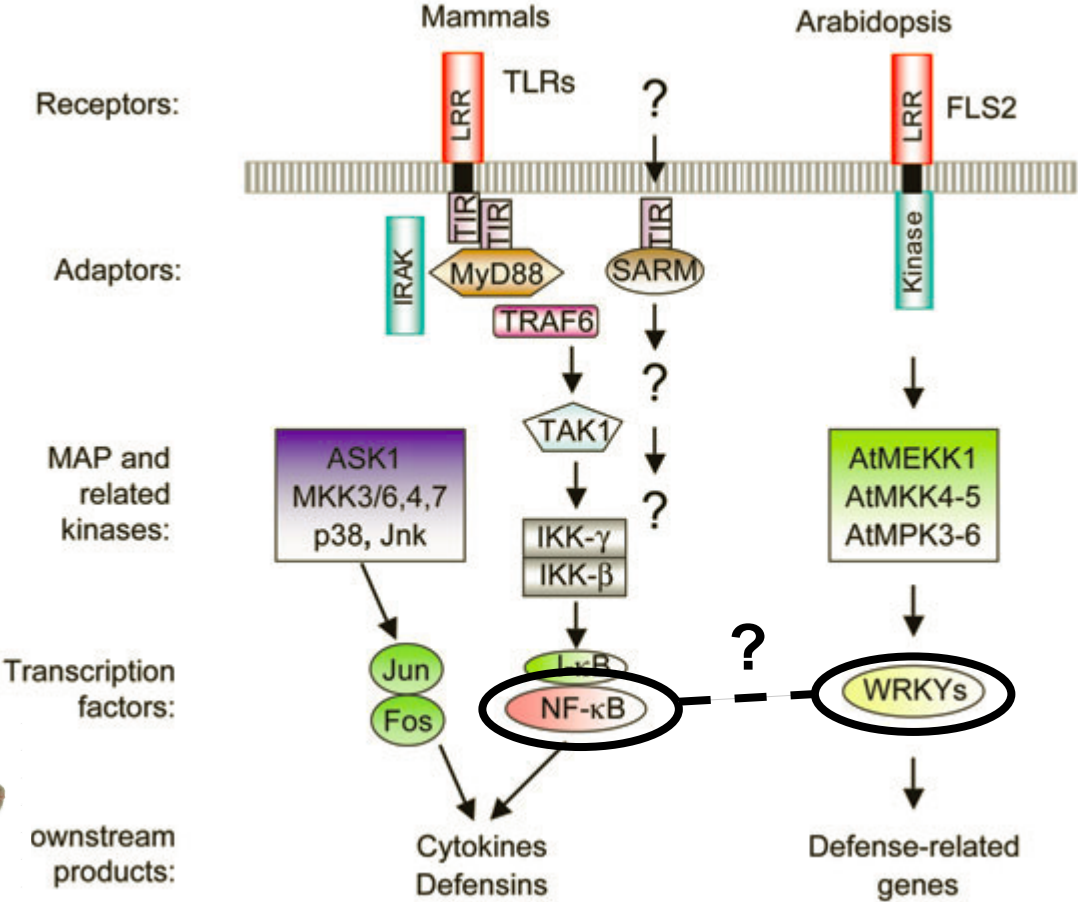 Mammals
Arabidopsis
Receptors:
LRR
TLRs
?
LRR
FLS2
TIR
TIR
TIR
Adaptors:
IRAK
MyD88
SARM
Kinase
TRAF6
?
TAK1
MAP and
related
kinases:
ASK1
MKK3/6,4,7
p38, Jnk
?
IKK-γ
IKK-β
AtMEKK1
AtMKK4-5
AtMPK3-6
?
Transcription
factors:
Jun
Fos
I-κB
NF-κB
WRKYs
ownstream
products:
Cytokines
Defensins
Defense-related
genes